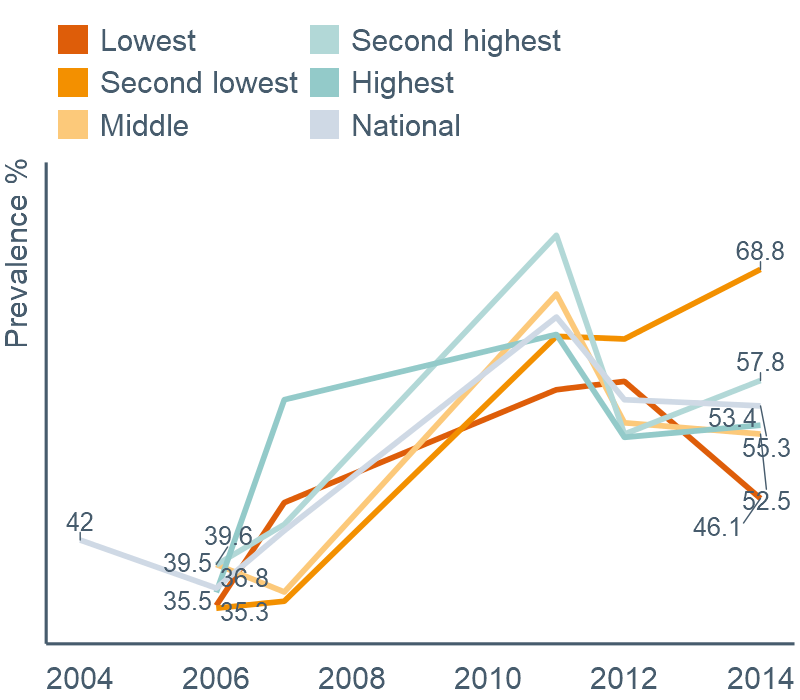 Lowest
Second highest
Second lowest
Highest
Middle
National
Prevalence %
68.8
57.8
53.4
55.3
52.5
46.1
42
39.6
39.5
36.8
35.5
35.3
2004 2006 2008 2010 2012 2014